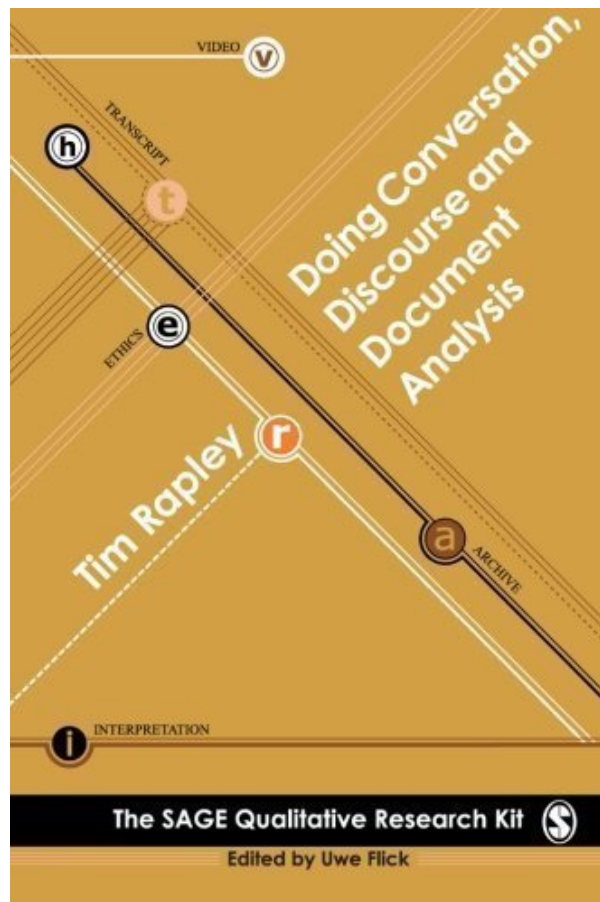 VIDEO
v
h
TRANSCRIPT
t
Doing Conversation,
Discourse and
Document
Analysis
ETHICS
e
r
Tim Rapley
a
ARCHIVE
i
INTERPRETATION
The SAGE Qualitative Research Kit
S
Edited by Uwe Flick